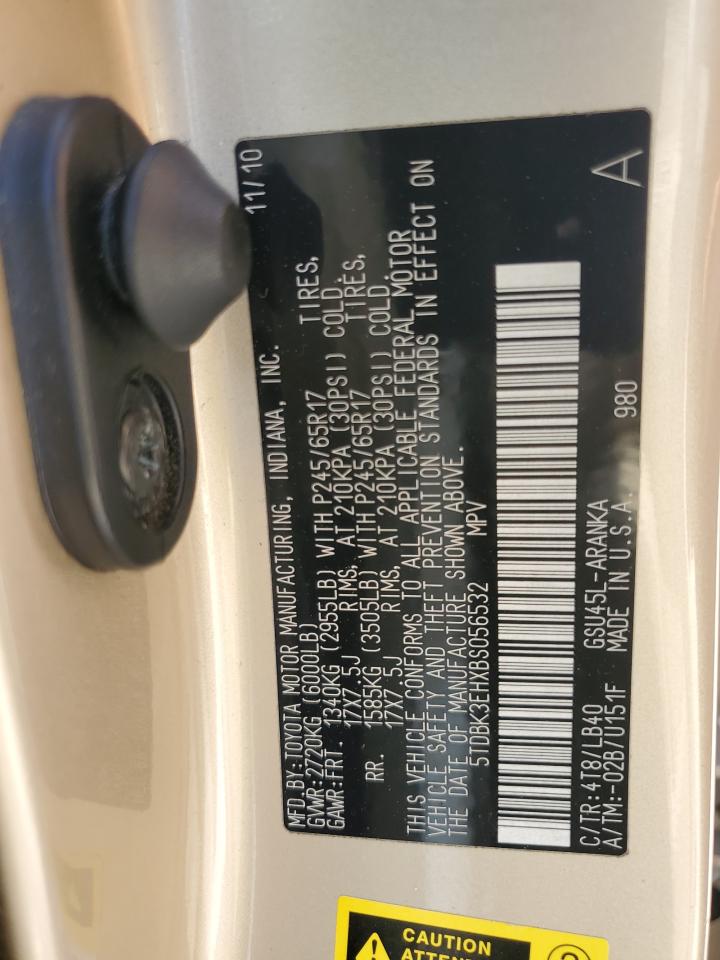 MFD.BY:TOYOTA MOTOR MANUFACTURING, INDIANA, INC. 11/10
GVWR:2720KG (6000LB)
GAWR:FRT. 1340KG (2955LB) WITH P245/65R17 TIRES,
17X7.5J RIMS, AT 210KPA (30PSI) COLD.
RR. 1585KG (3505LB) WITH P245/65R17 TIRES,
17X7.5J RIMS, AT 210KPA (30PSI) COLD.
THIS VEHICLE CONFORMS TO ALL APPLICABLE FEDERAL MOTOR
VEHICLE SAFETY AND THEFT PREVENTION STANDARDS IN EFFECT ON
THE DATE OF MANUFACTURE SHOWN ABOVE.
5TDBK3EHXBS056532 MPV
C/TR:4T8/LB40 GSU45L-ARANKA
A/TM:-02B/U151F MADE IN U.S.A. 980
A
CAUTION